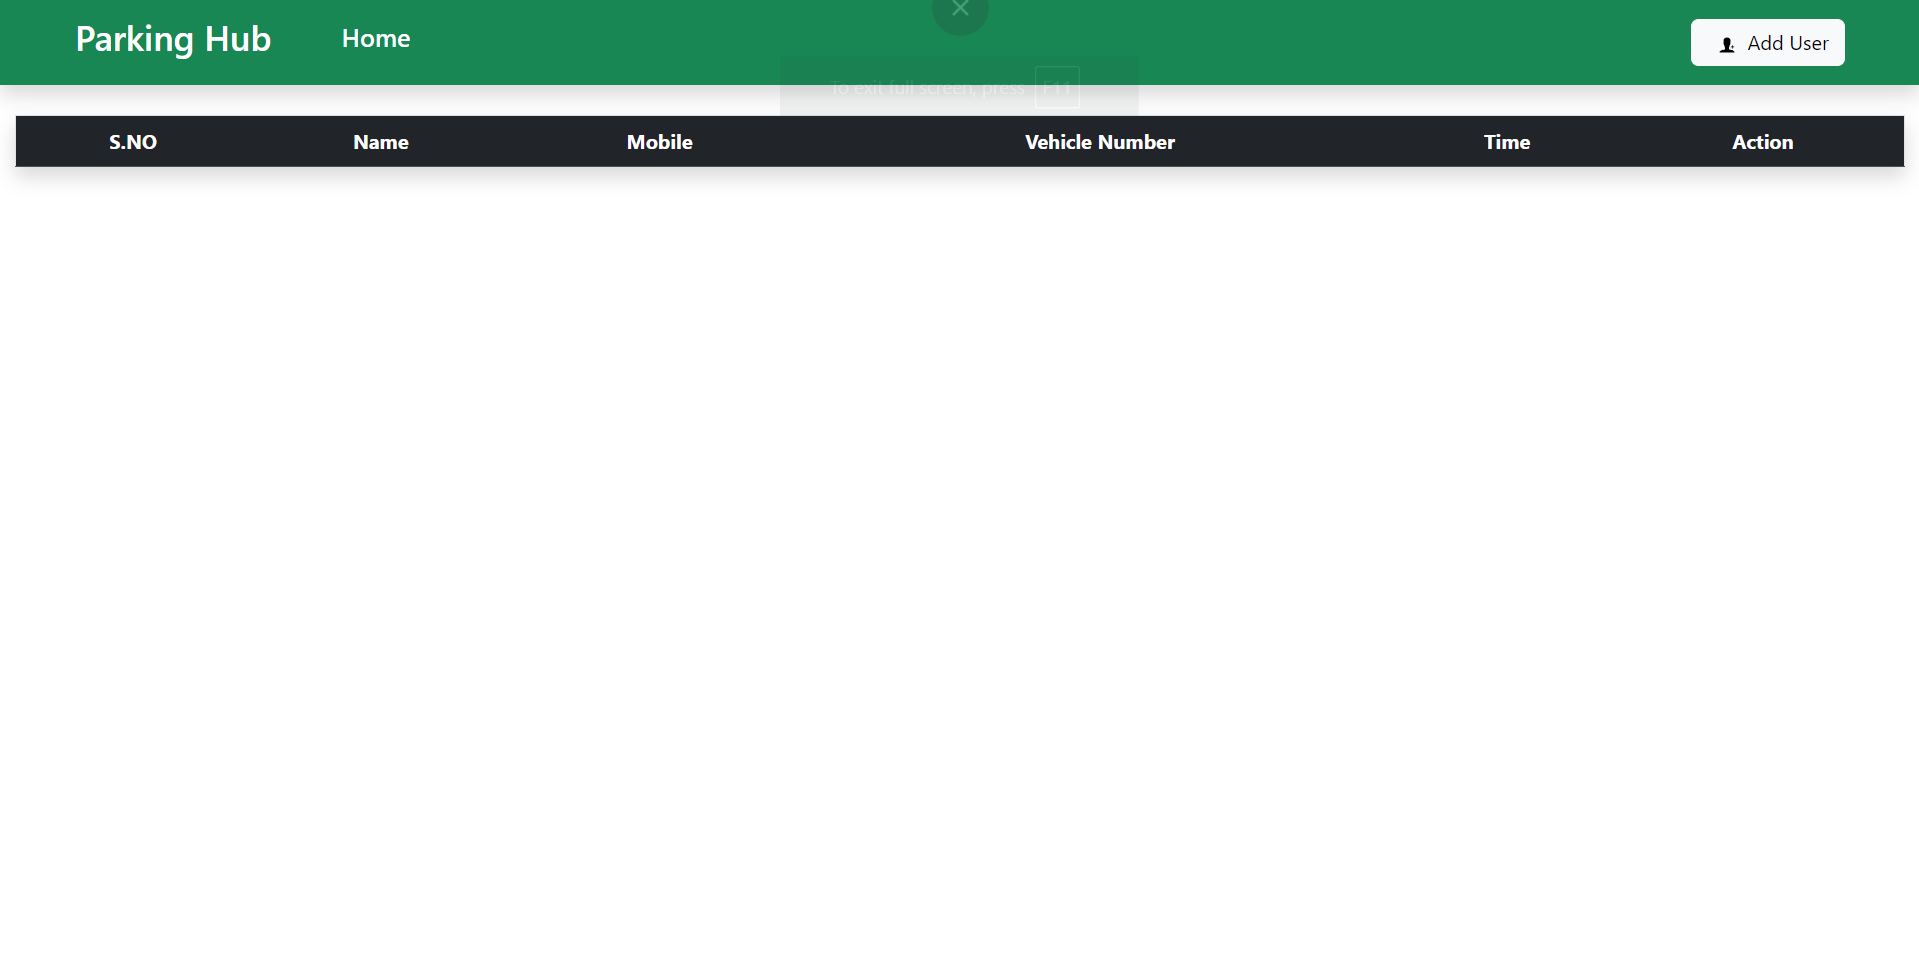 Parking Hub Home Add User
To exit full screen, press F11
S.NO Name Mobile Vehicle Number Time Action